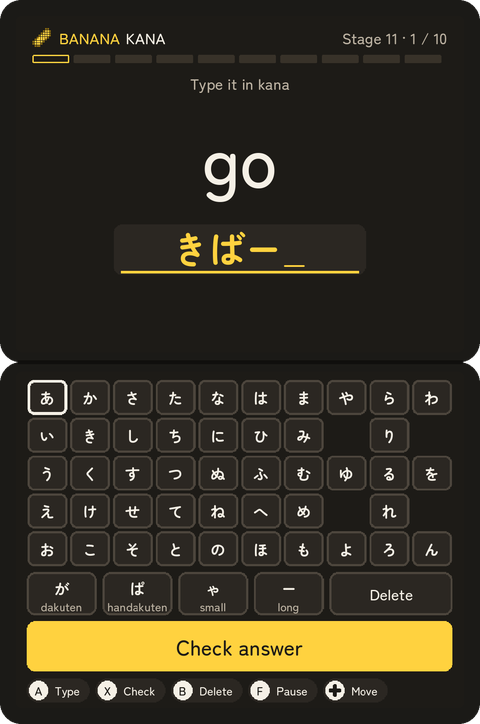 BANANA KANA
Stage 11 · 1 / 10
Type it in kana
go
きばー_
あ か さ た な は ま や ら わ
い き し ち に ひ み り
う く す つ ぬ ふ む ゆ る を
え け せ て ね へ め れ
お こ そ と の ほ も よ ろ ん
が ぱ ゃ ー Delete
dakuten handakuten small long
Check answer
A Type X Check B Delete F Pause Move